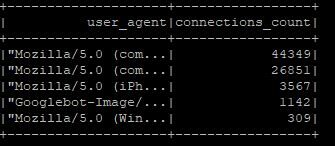 +--------------------+-----------------+
| user_agent|connections_count|
+--------------------+-----------------+
|"Mozilla/5.0 (com...| 44349|
|"Mozilla/5.0 (com...| 26851|
|"Mozilla/5.0 (iPh...| 3567|
|"Googlebot-Image/...| 1142|
|"Mozilla/5.0 (Win...| 309|
+--------------------+-----------------+